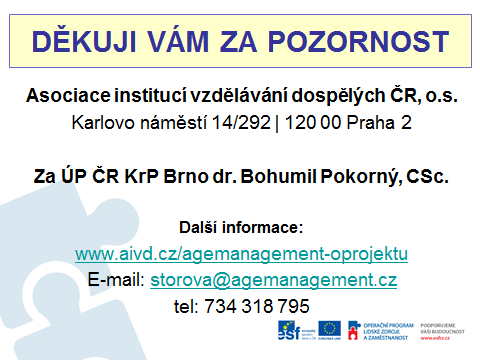 DĚKUJI VÁM ZA POZORNOST
Asociace institucí vzdělávání dospělých ČR, o.s.
Karlovo náměstí 14/292 | 120 00 Praha 2
Za ÚP ČR KrP Brno dr. Bohumil Pokorný, CSc.
Další informace:
www.aivd.cz/agemanagement-oprojektu
E-mail: storova@agemanagement.cz
tel: 734 318 795
esf
OPERAČNÍ PROGRAM
LIDSKÉ ZDROJE
A ZAMĚSTNANOST
PODPORUJEME
VAŠI BUDOUCNOST
www.esfcr.cz